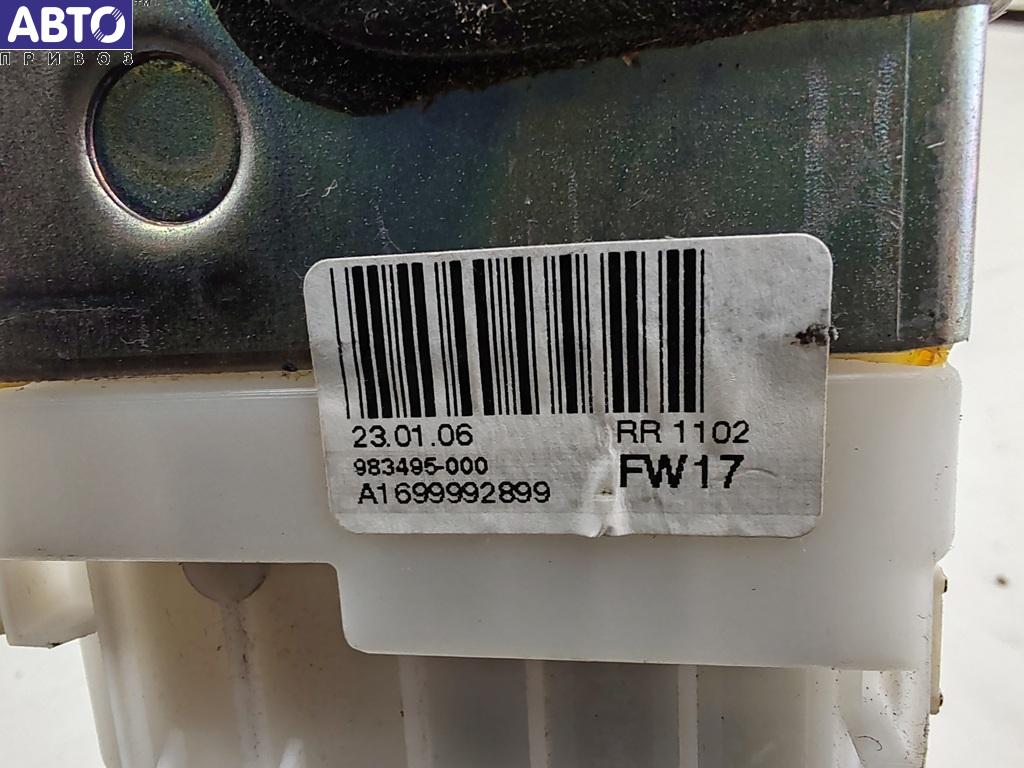 АВТО
ПРИВОЗ
23.01.06 RR 1102
983495-000 FW17
A1699992899